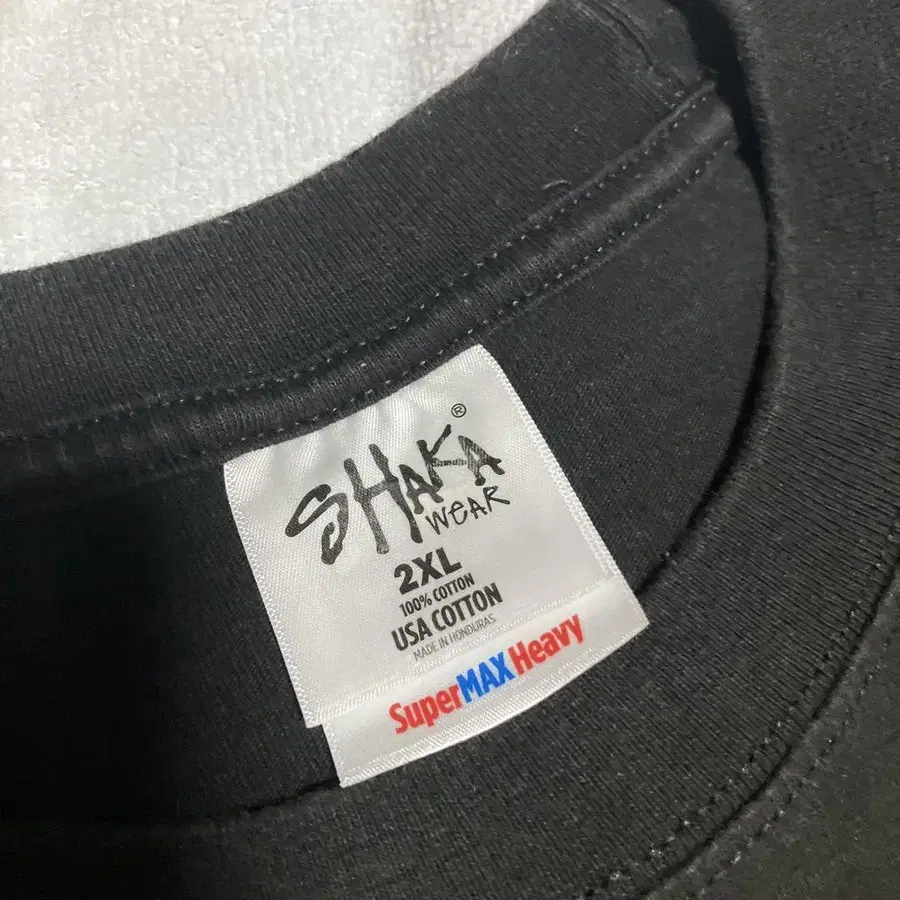 SHAKA ®
WEAR
2XL
100% COTTON
USA COTTON
MADE IN HONDURAS
SuperMAXHeavy